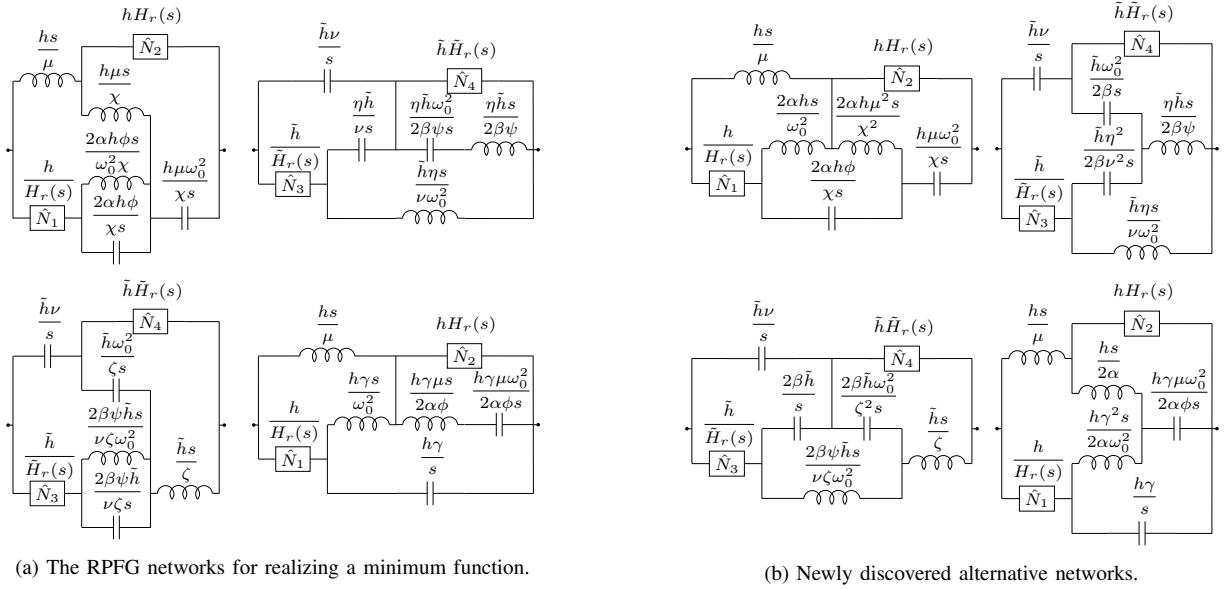 hH_r(s)
hs/μ
N̂_2
hμs/χ
2αhφs/ω_0^2χ
h/H_r(s)
N̂_1
2αhφ/χs
hμω_0^2/χs
h̃ν/s
h̃H̃_r(s)
N̂_4
ηh̃/νs
ηh̃ω_0^2/2βψs
ηh̃s/2βψ
h̃/H̃_r(s)
N̂_3
h̃ηs/νω_0^2
h̃ν/s
h̃H̃_r(s)
N̂_4
h̃ω_0^2/ζs
2βψh̃s/νζω_0^2
h̃/H̃_r(s)
N̂_3
2βψh̃/νζs
h̃s/ζ
hs/μ
hH_r(s)
N̂_2
hγs/ω_0^2
hγμs/2αφ
hγμω_0^2/2αφs
h/H_r(s)
N̂_1
hγ/s
(a) The RPFG networks for realizing a minimum function.
hs/μ
hH_r(s)
N̂_2
2αhs/ω_0^2
2αhμ^2s/χ^2
h/H_r(s)
N̂_1
2αhφ/χs
hμω_0^2/χs
h̃ν/s
h̃H̃_r(s)
N̂_4
h̃ω_0^2/2βs
ηh̃s/2βψ
h̃η^2/2βν^2s
h̃/H̃_r(s)
N̂_3
h̃ηs/νω_0^2
h̃ν/s
h̃H̃_r(s)
N̂_4
2βh̃/s
2βh̃ω_0^2/ζ^2s
h̃/H̃_r(s)
N̂_3
2βψh̃s/νζω_0^2
h̃s/ζ
hH_r(s)
hs/μ
N̂_2
hs/2α
hγμω_0^2/2αφs
hγ^2s/2αω_0^2
h/H_r(s)
N̂_1
hγ/s
(b) Newly discovered alternative networks.